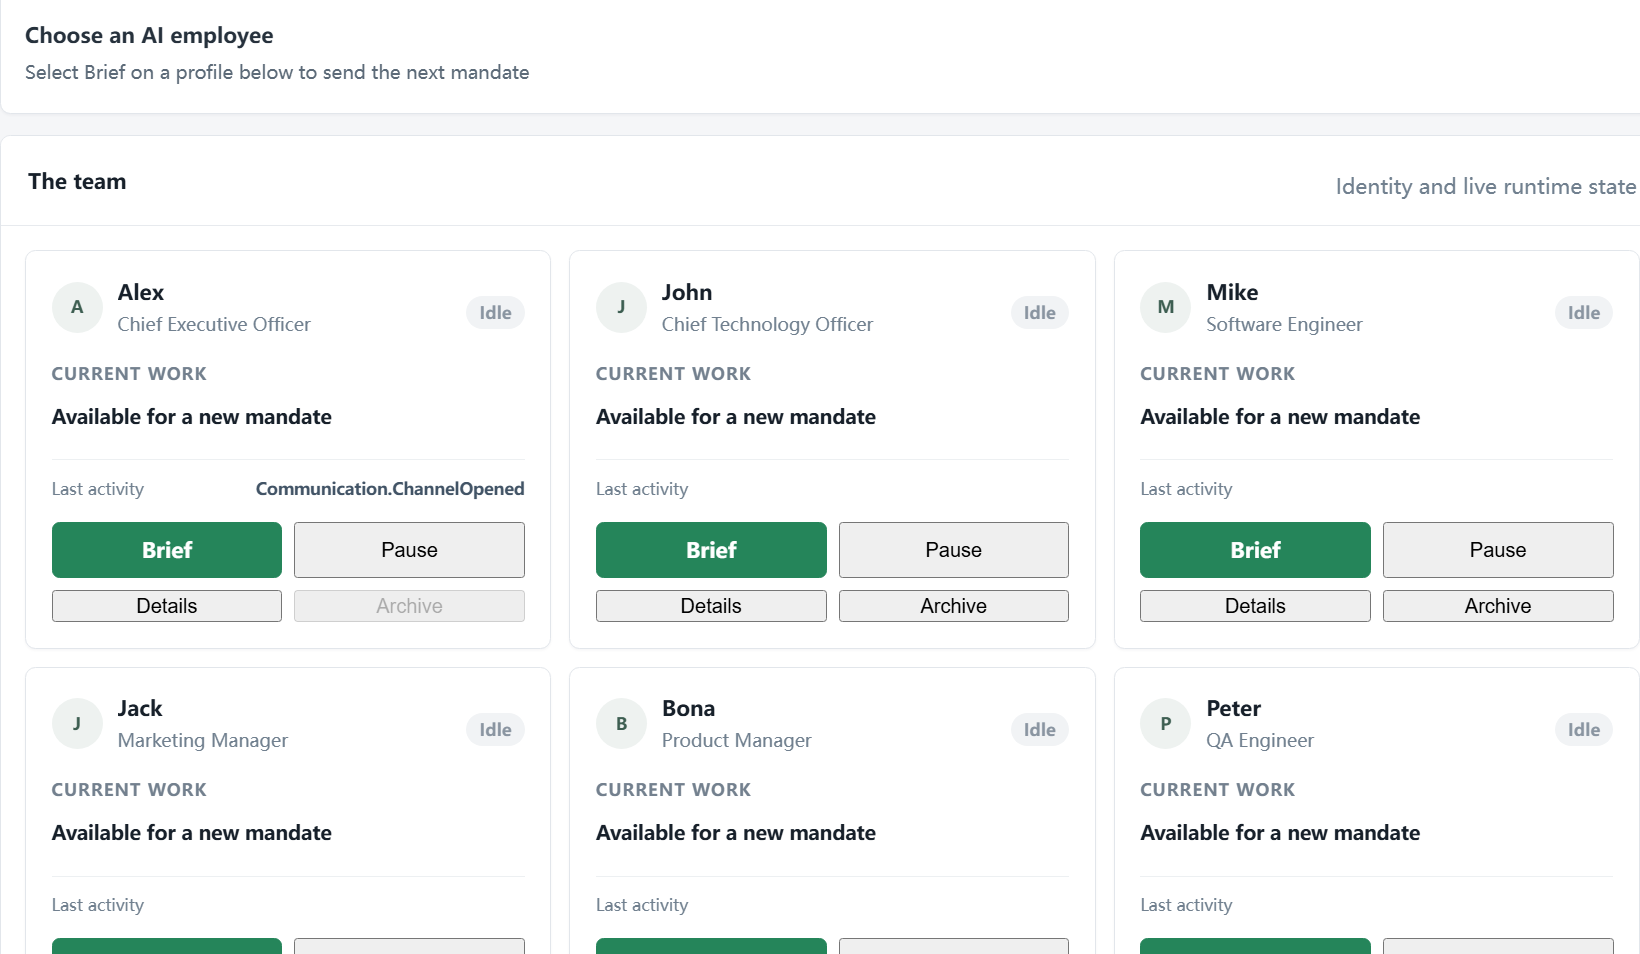 Choose an AI employee
Select Brief on a profile below to send the next mandate
The team
Identity and live runtime state
A
Alex
Chief Executive Officer
Idle
CURRENT WORK
Available for a new mandate
Last activity
Communication.ChannelOpened
Brief
Pause
Details
Archive
J
John
Chief Technology Officer
Idle
CURRENT WORK
Available for a new mandate
Last activity
Brief
Pause
Details
Archive
M
Mike
Software Engineer
Idle
CURRENT WORK
Available for a new mandate
Last activity
Brief
Pause
Details
Archive
J
Jack
Marketing Manager
Idle
CURRENT WORK
Available for a new mandate
Last activity
B
Bona
Product Manager
Idle
CURRENT WORK
Available for a new mandate
Last activity
P
Peter
QA Engineer
Idle
CURRENT WORK
Available for a new mandate
Last activity